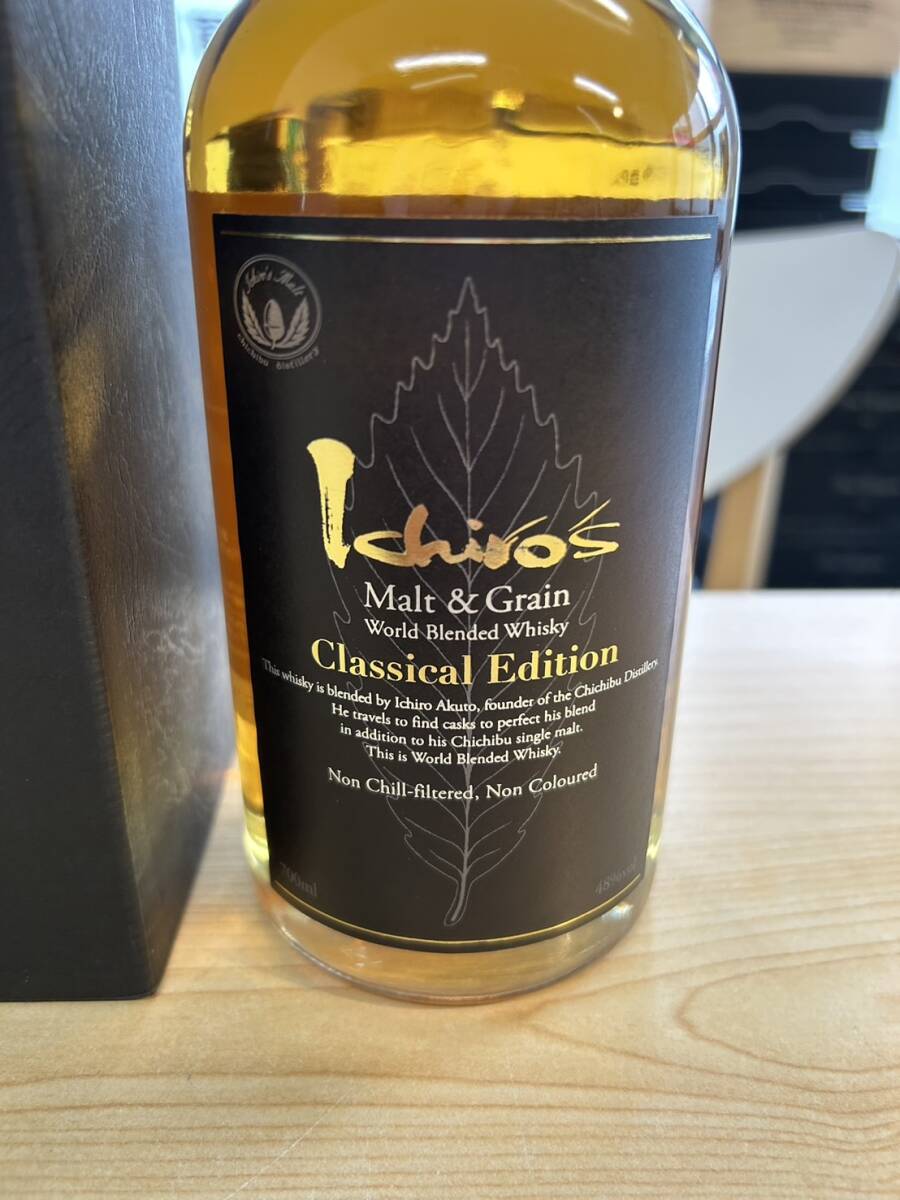 Ichiro's Malt
Chichibu distillery
Ichiro's
Malt & Grain
World Blended Whisky
Classical Edition
This whisky is blended by Ichiro Akuto, founder of the Chichibu Distillery.
He travels to find casks to perfect his blend
in addition to his Chichibu single malt.
This is World Blended Whisky.
Non Chill-filtered, Non Coloured
700ml
48%vol